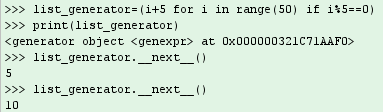 >>> list_generator=(i+5 for i in range(50) if i%5==0)
>>> print(list_generator)
<generator object <genexpr> at 0x000000321C71AAF0>
>>> list_generator.__next__()
5
>>> list_generator.__next__()
10